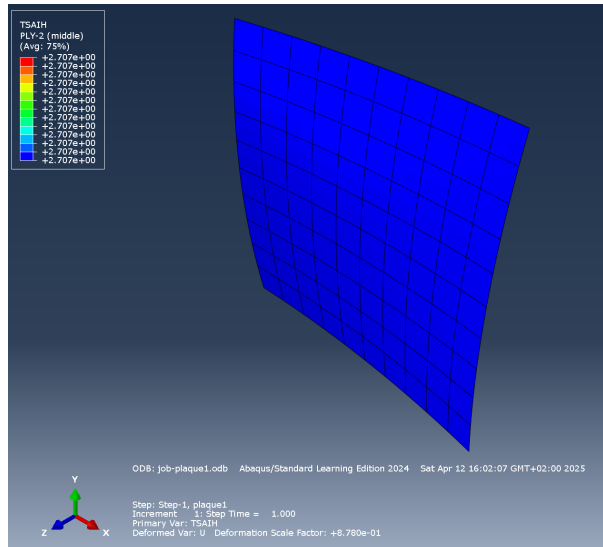 TSAIH
PLY-2 (middle)
(Avg: 75%)
+2.707e+00
+2.707e+00
+2.707e+00
+2.707e+00
+2.707e+00
+2.707e+00
+2.707e+00
+2.707e+00
+2.707e+00
+2.707e+00
+2.707e+00
+2.707e+00
+2.707e+00
ODB: job-plaque1.odb Abaqus/Standard Learning Edition 2024 Sat Apr 12 16:02:07 GMT+02:00 2025
Y
Z X
Step: Step-1, plaque1
Increment 1: Step Time = 1.000
Primary Var: TSAIH
Deformed Var: U Deformation Scale Factor: +8.780e-01